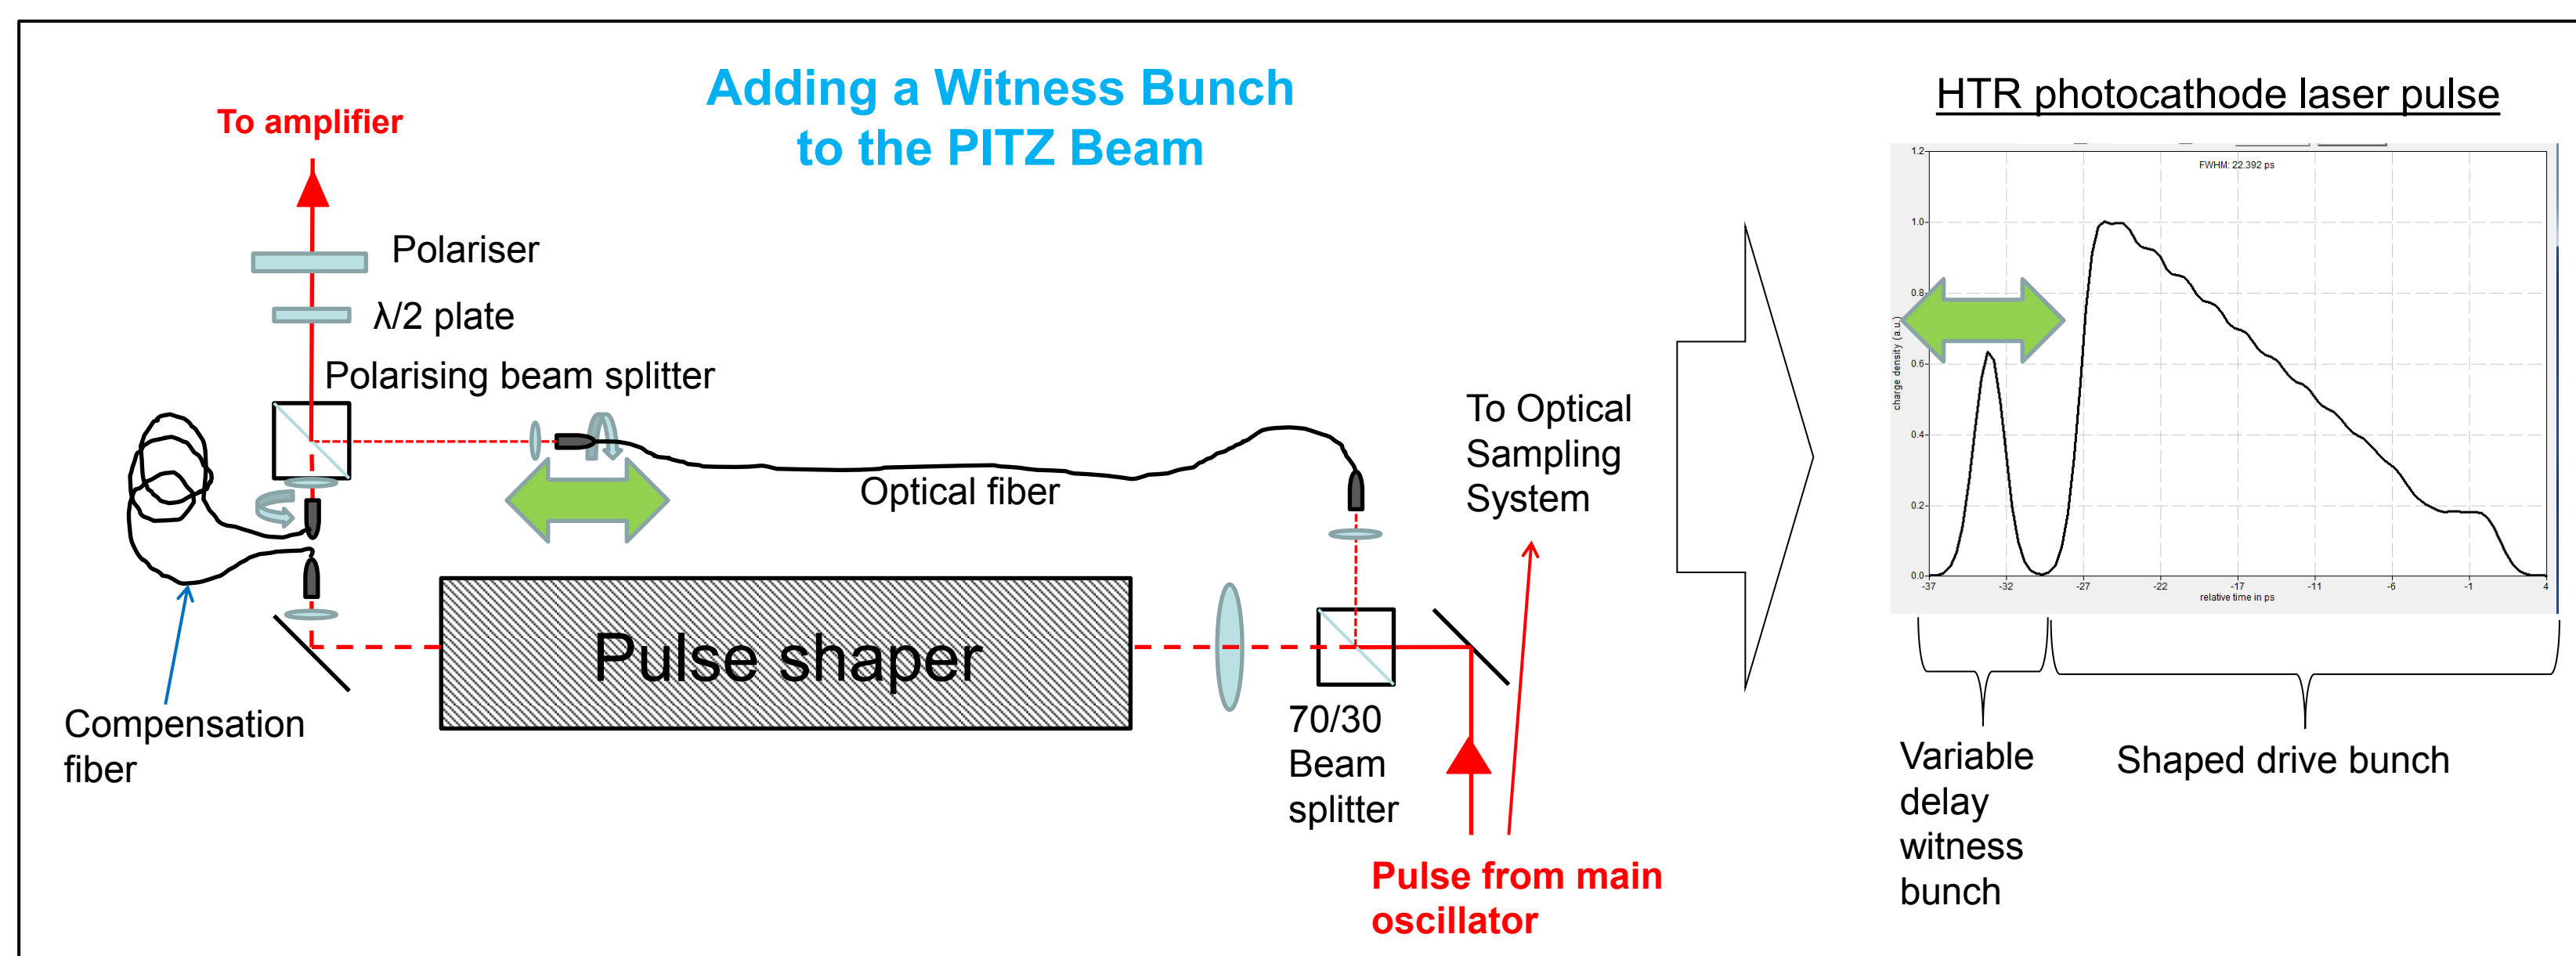 Adding a Witness Bunch
to the PITZ Beam
To amplifier
Polariser
λ/2 plate
Polarising beam splitter
Optical fiber
To Optical
Sampling
System
Pulse shaper
Compensation
fiber
70/30
Beam
splitter
Pulse from main
oscillator
HTR photocathode laser pulse
FWHM: 22.392 ps
1.2
1.0
0.8
0.6
0.4
0.2
0.0
charge density (a.u.)
-37 -32 -1 -27 -22 -17 -11 -6 -1 4
relative time in ps
Variable
delay
witness
bunch
Shaped drive bunch